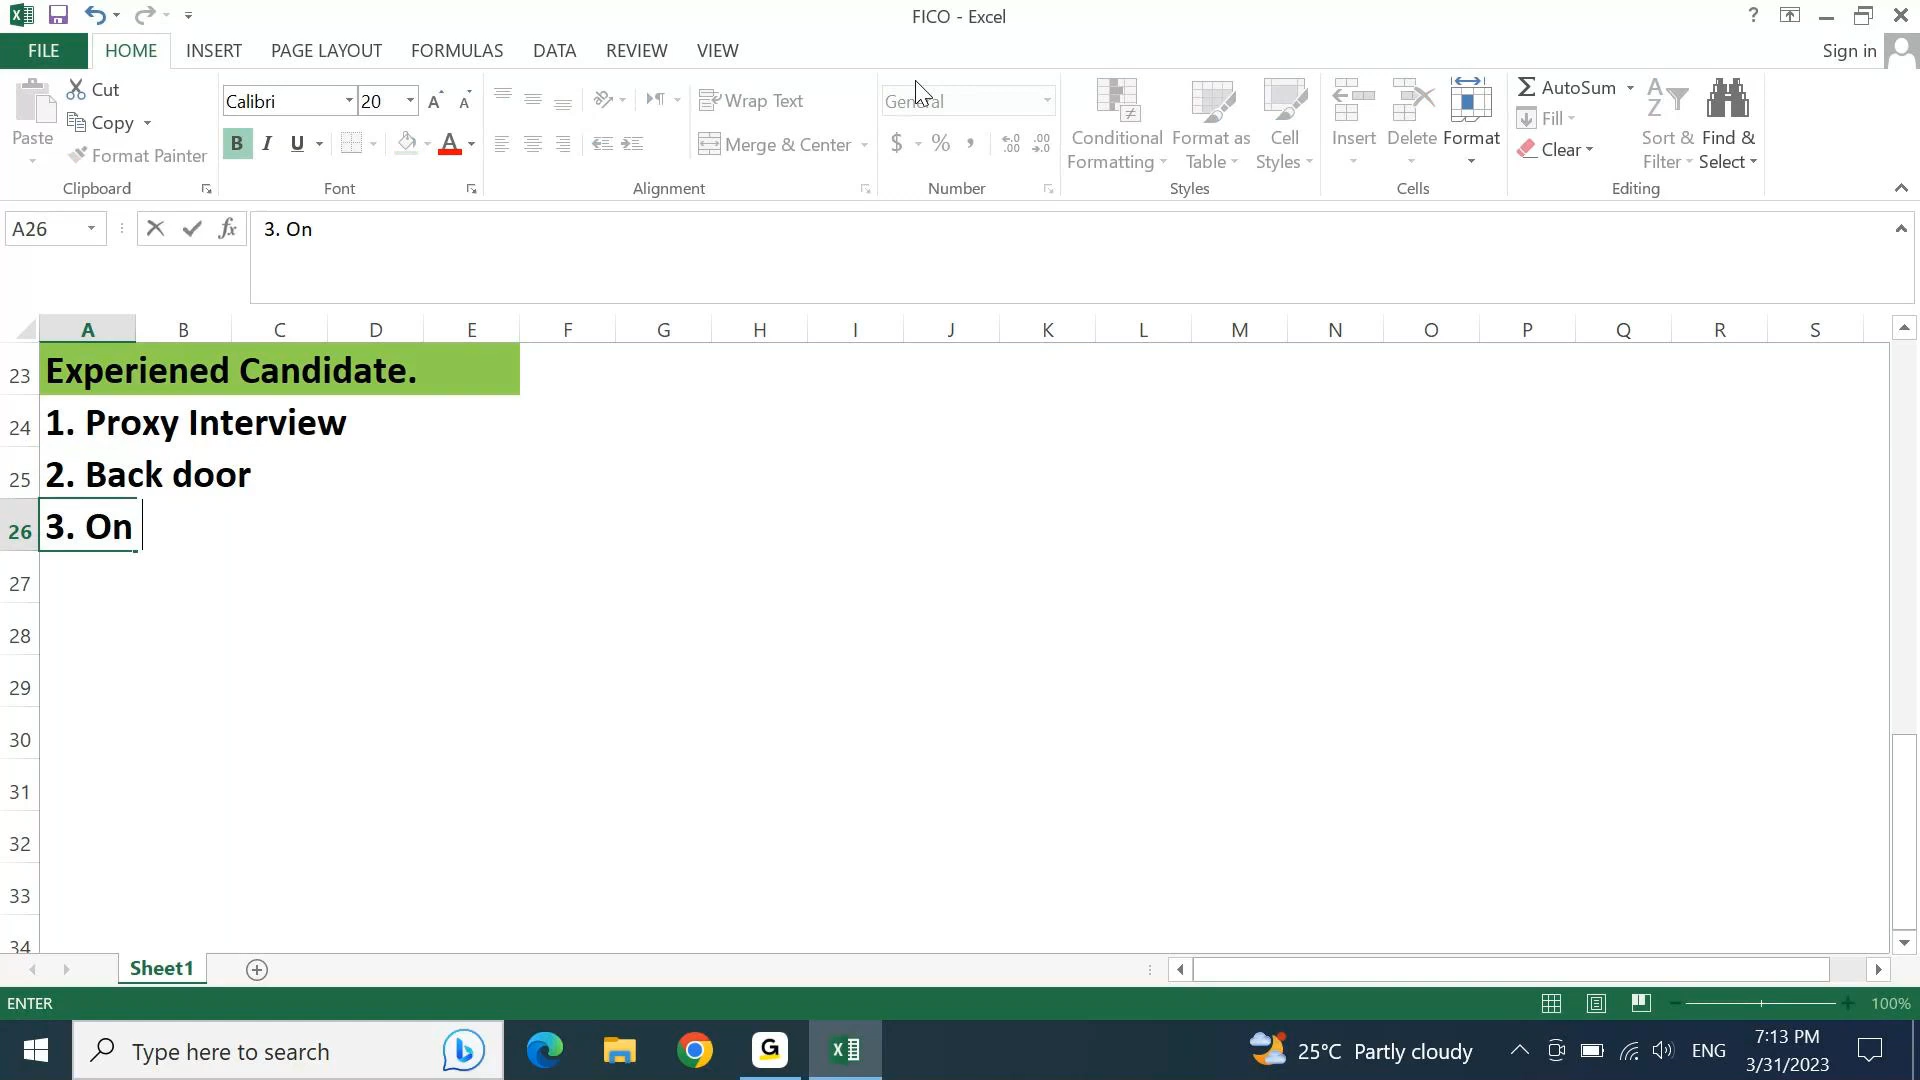 FICO - Excel
?
FILE HOME INSERT PAGE LAYOUT FORMULAS DATA REVIEW VIEW
Sign in
Paste
Cut
Copy
Format Painter
Clipboard
Calibri 20
B I U A
Font
Wrap Text
Merge & Center
Alignment
General
$ % ,
Number
Conditional Formatting
Format as Table
Cell Styles
Styles
Insert Delete Format
Cells
AutoSum
Fill
Clear
Sort & Filter
Find & Select
Editing
A26
fx
3. On
A B C D E F G H I J K L M N O P Q R S
23 Experiened Candidate.
24 1. Proxy Interview
25 2. Back door
26 3. On
27
28
29
30
31
32
33
34
Sheet1
ENTER
100%
Type here to search
25°C Partly cloudy
ENG
7:13 PM
3/31/2023